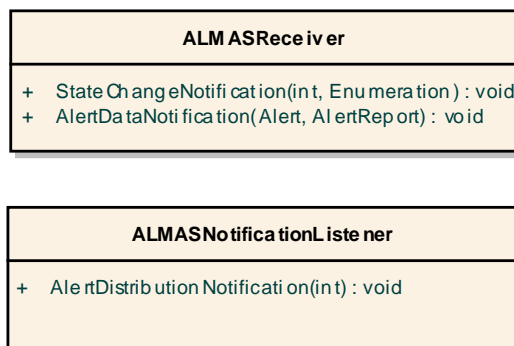 ALMASReceiver
+ StateChangeNotification(int, Enumeration) : void
+ AlertDataNotification(Alert, AlertReport) : void
ALMASNotificationListener
+ AlertDistributionNotification(int) : void